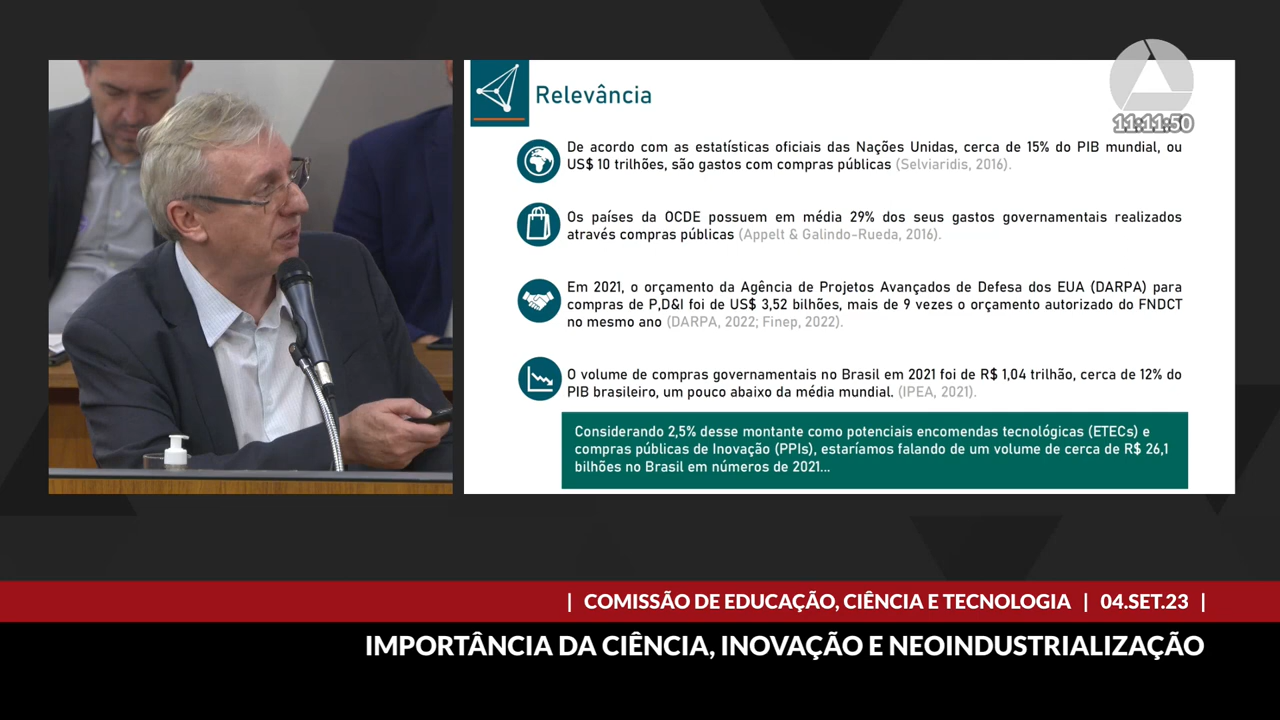 Relevância
11:11:50
De acordo com as estatísticas oficiais das Nações Unidas, cerca de 15% do PIB mundial, ou
US$ 10 trilhões, são gastos com compras públicas (Selviaridis, 2016).
Os países da OCDE possuem em média 29% dos seus gastos governamentais realizados
através compras públicas (Appelt & Galindo-Rueda, 2016).
Em 2021, o orçamento da Agência de Projetos Avançados de Defesa dos EUA (DARPA) para
compras de P,D&I foi de US$ 3,52 bilhões, mais de 9 vezes o orçamento autorizado do FNDCT
no mesmo ano (DARPA, 2022; Finep, 2022).
O volume de compras governamentais no Brasil em 2021 foi de R$ 1,04 trilhão, cerca de 12% do
PIB brasileiro, um pouco abaixo da média mundial. (IPEA, 2021).
Considerando 2,5% desse montante como potenciais encomendas tecnológicas (ETECs) e
compras públicas de Inovação (PPIs), estaríamos falando de um volume de cerca de R$ 26,1
bilhões no Brasil em números de 2021...
| COMISSÃO DE EDUCAÇÃO, CIÊNCIA E TECNOLOGIA | 04.SET.23 |
IMPORTÂNCIA DA CIÊNCIA, INOVAÇÃO E NEOINDUSTRIALIZAÇÃO